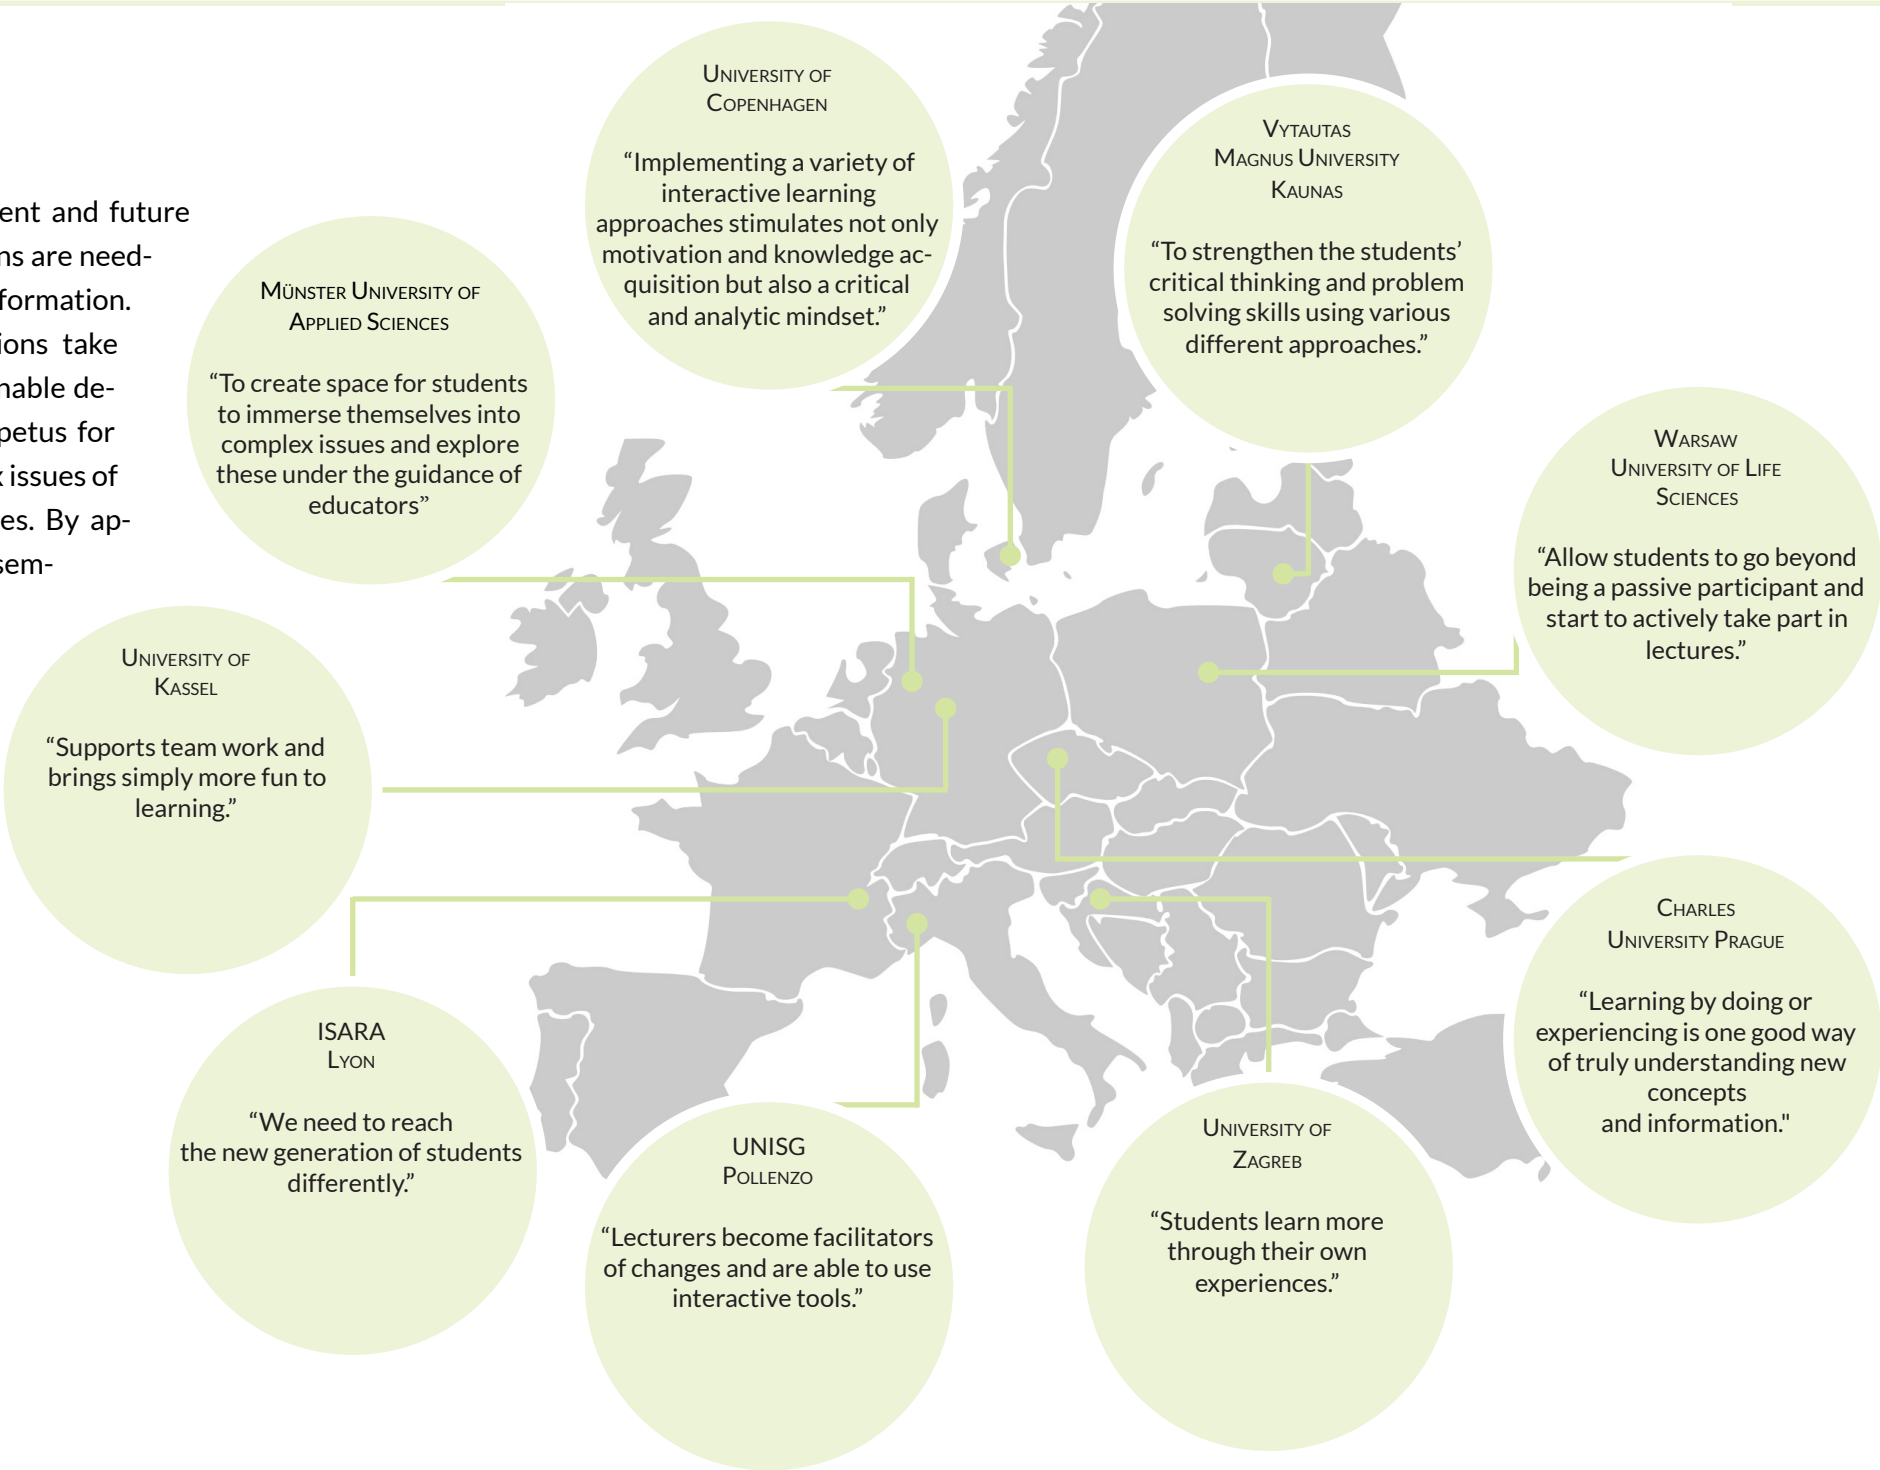 ent and future
ns are need-
formation.
ions take
nable de-
petus for
x issues of
es. By ap-
sem-
University of
Copenhagen
“Implementing a variety of
interactive learning
approaches stimulates not only
motivation and knowledge ac-
quisition but also a critical
and analytic mindset.”
Vytautas
Magnus University
Kaunas
“To strengthen the students’
critical thinking and problem
solving skills using various
different approaches.”
Münster University of
Applied Sciences
“To create space for students
to immerse themselves into
complex issues and explore
these under the guidance of
educators”
Warsaw
University of Life
Sciences
“Allow students to go beyond
being a passive participant and
start to actively take part in
lectures.”
University of
Kassel
“Supports team work and
brings simply more fun to
learning.”
Charles
University Prague
“Learning by doing or
experiencing is one good way
of truly understanding new
concepts
and information."
ISARA
Lyon
“We need to reach
the new generation of students
differently.”
UNISG
Pollenzo
“Lecturers become facilitators
of changes and are able to use
interactive tools.”
University of
Zagreb
“Students learn more
through their own
experiences.”